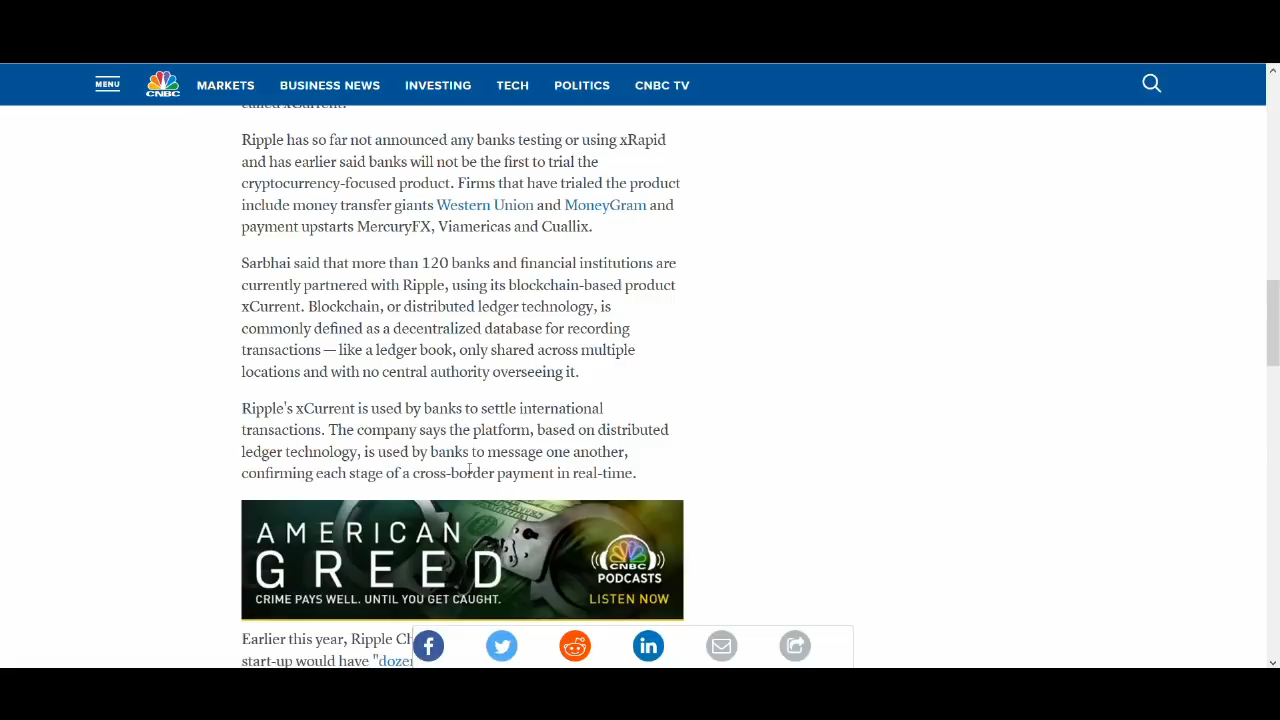 MENU CNBC MARKETS BUSINESS NEWS INVESTING TECH POLITICS CNBC TV
called xCurrent.
Ripple has so far not announced any banks testing or using xRapid
and has earlier said banks will not be the first to trial the
cryptocurrency-focused product. Firms that have trialed the product
include money transfer giants Western Union and MoneyGram and
payment upstarts MercuryFX, Viamericas and Cuallix.
Sarbhai said that more than 120 banks and financial institutions are
currently partnered with Ripple, using its blockchain-based product
xCurrent. Blockchain, or distributed ledger technology, is
commonly defined as a decentralized database for recording
transactions — like a ledger book, only shared across multiple
locations and with no central authority overseeing it.
Ripple's xCurrent is used by banks to settle international
transactions. The company says the platform, based on distributed
ledger technology, is used by banks to message one another,
confirming each stage of a cross-border payment in real-time.
AMERICAN
GREED
CRIME PAYS WELL. UNTIL YOU GET CAUGHT.
CNBC
PODCASTS
LISTEN NOW
Earlier this year, Ripple
start-up would have "